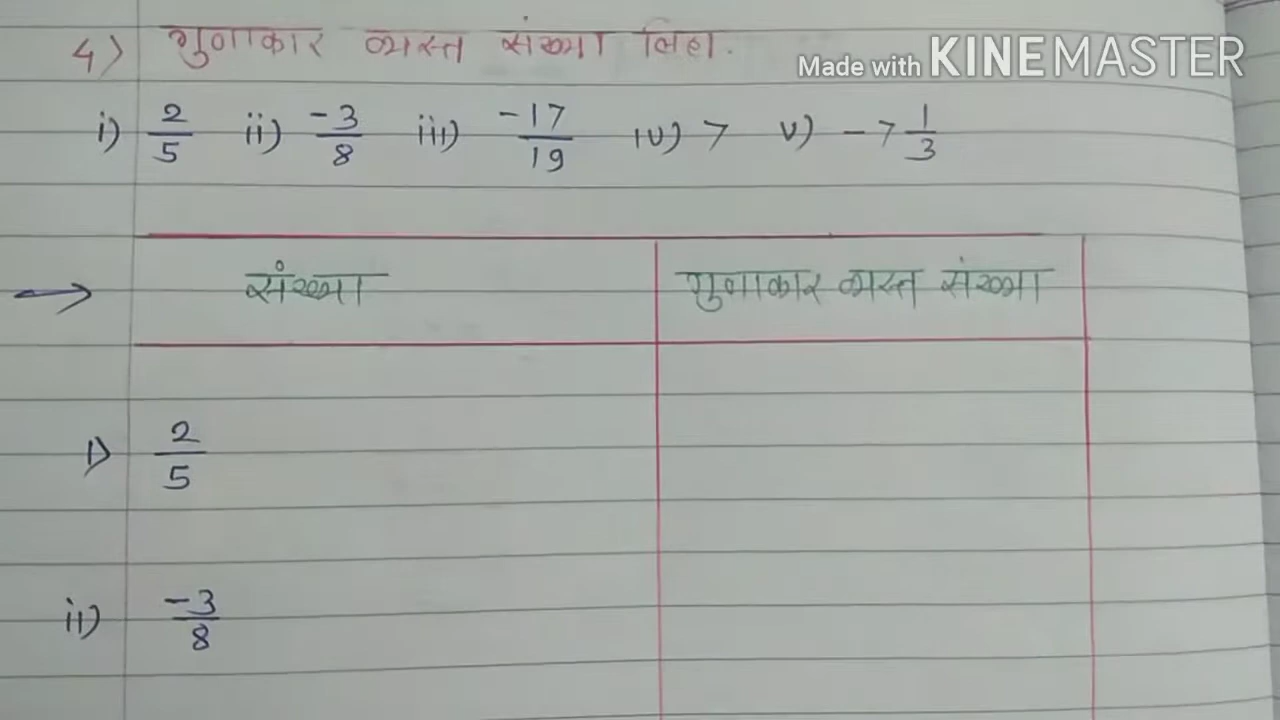 4) गुणाकार व्यस्त संख्या लिहा.
Made with KINEMASTER
i) 2/5 ii) -3/8 iii) -17/19 iv) 7 v) -7 1/3
→ संख्या गुणाकार व्यस्त संख्या
i) 2/5
ii) -3/8